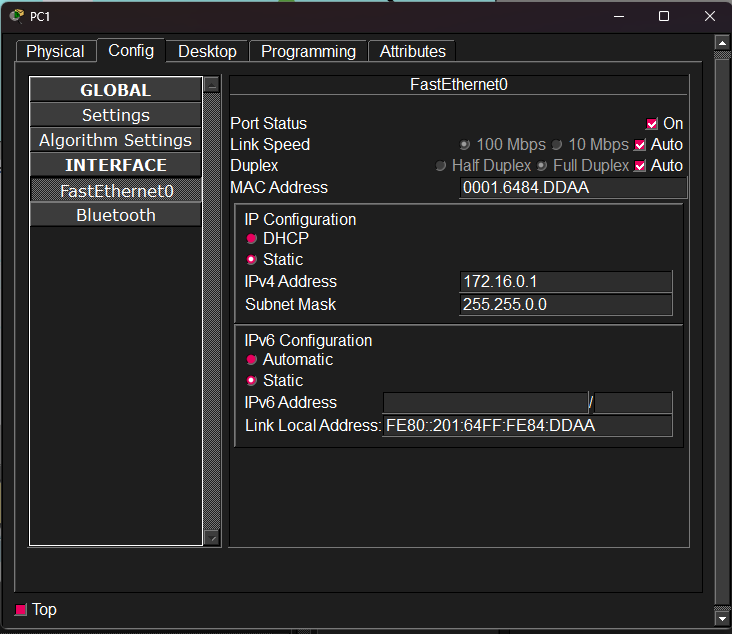 PC1
Physical Config Desktop Programming Attributes
GLOBAL
Settings
Algorithm Settings
INTERFACE
FastEthernet0
Bluetooth
FastEthernet0
Port Status On
Link Speed 100 Mbps 10 Mbps Auto
Duplex Half Duplex Full Duplex Auto
MAC Address 0001.6484.DDAA
IP Configuration
DHCP
Static
IPv4 Address 172.16.0.1
Subnet Mask 255.255.0.0
IPv6 Configuration
Automatic
Static
IPv6 Address /
Link Local Address: FE80::201:64FF:FE84:DDAA
Top